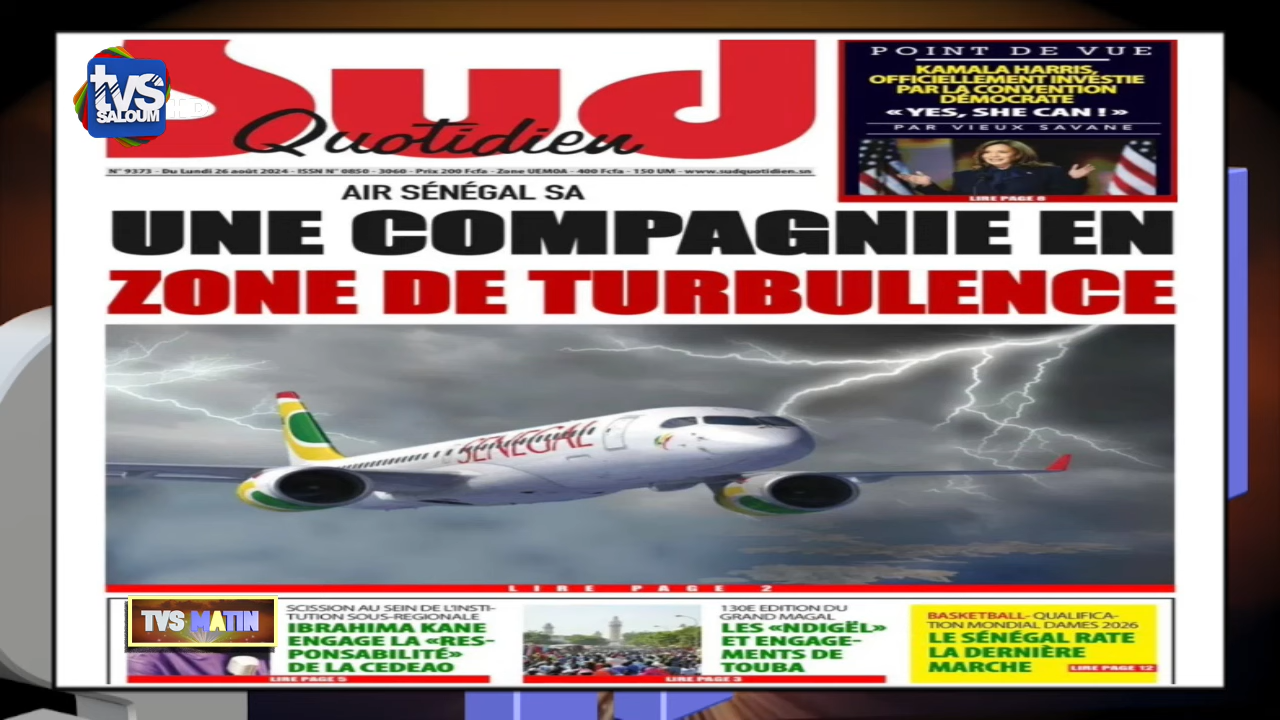 tvs
SALOUM
HD
Sud
Quotidien
N° 9373 - Du Lundi 26 août 2024 - ISSN N° 0850 - 3060 - Prix 200 Fcfa - Zone UEMOA - 400 Fcfa - 150 UM - www.sudquotidien.sn
POINT DE VUE
KAMALA HARRIS,
OFFICIELLEMENT INVESTIE
PAR LA CONVENTION
DÉMOCRATE
« YES, SHE CAN ! »
PAR VIEUX SAVANE
LIRE PAGE 8
AIR SÉNÉGAL SA
UNE COMPAGNIE EN
ZONE DE TURBULENCE
SENEGAL
LIRE PAGE 2
TVS MATIN
SCISSION AU SEIN DE L'INSTI-
TUTION SOUS-REGIONALE
IBRAHIMA KANE
ENGAGE LA «RES-
PONSABILITÉ»
DE LA CEDEAO
LIRE PAGE 5
130E EDITION DU
GRAND MAGAL
LES «NDIGËL»
ET ENGAGE-
MENTS DE
TOUBA
LIRE PAGE 3
BASKETBALL- QUALIFICA-
TION MONDIAL DAMES 2026
LE SÉNÉGAL RATE
LA DERNIÈRE
MARCHE
LIRE PAGE 12